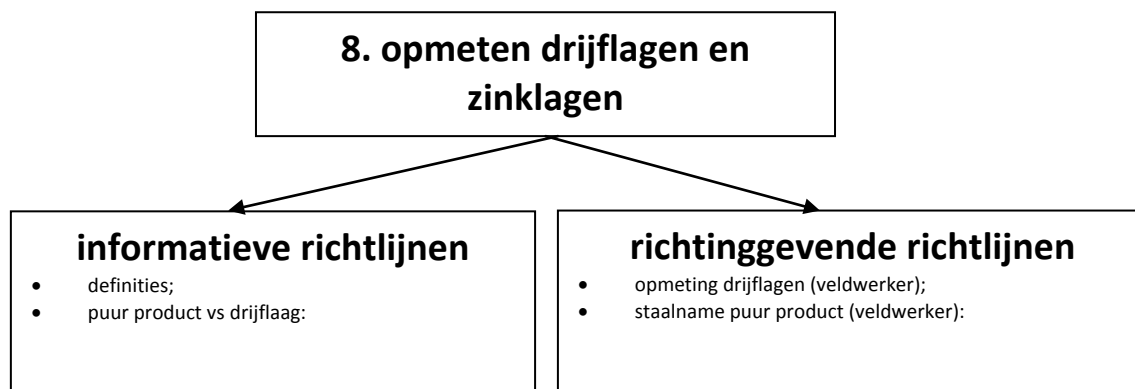 8. opmeten drijflagen en
zinklagen
informatieve richtlijnen
• definities;
• puur product vs drijflaag:
richtinggevende richtlijnen
• opmeting drijflagen (veldwerker);
• staalname puur product (veldwerker):